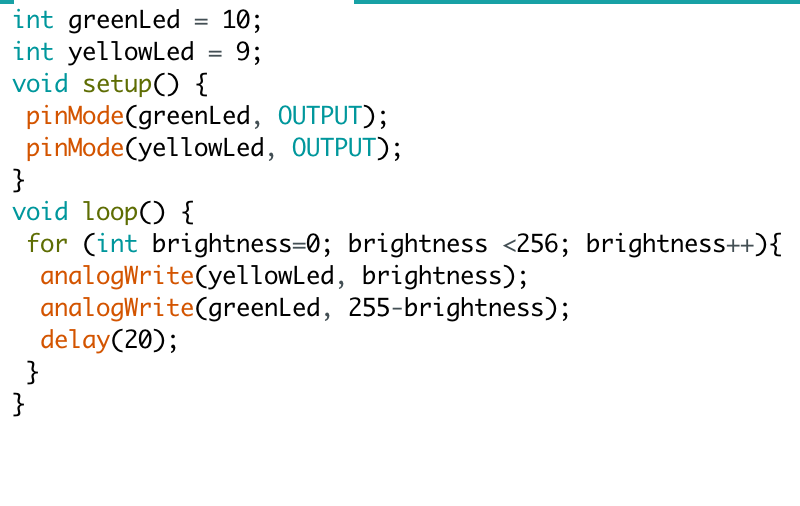 int greenLed = 10;
int yellowLed = 9;
void setup() {
 pinMode(greenLed, OUTPUT);
 pinMode(yellowLed, OUTPUT);
}
void loop() {
 for (int brightness=0; brightness <256; brightness++){
  analogWrite(yellowLed, brightness);
  analogWrite(greenLed, 255-brightness);
  delay(20);
 }
}